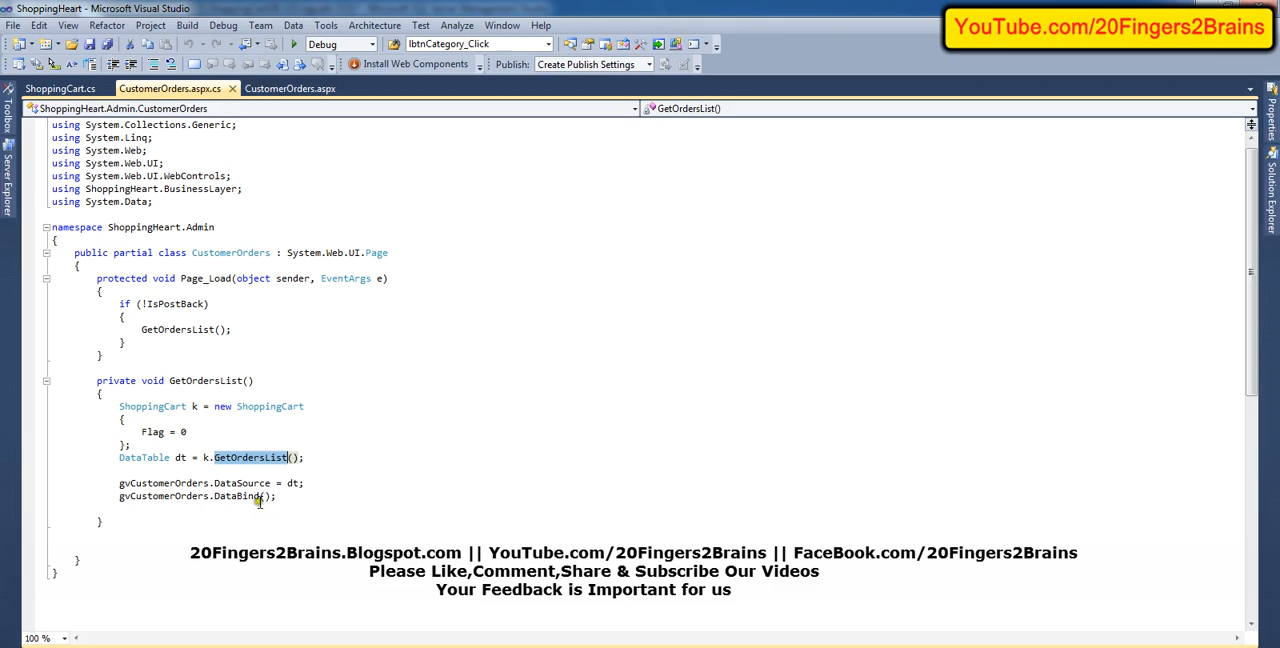 ShoppingHeart - Microsoft Visual Studio
YouTube.com/20Fingers2Brains
File Edit View Refactor Project Build Debug Team Data Tools Architecture Test Analyze Window Help
Debug lbtnCategory_Click
Install Web Components Publish: Create Publish Settings
ShoppingCart.cs CustomerOrders.aspx.cs CustomerOrders.aspx
ShoppingHeart.Admin.CustomerOrders GetOrdersList()
Toolbox
Server Explorer
Properties
Solution Explorer
using System.Collections.Generic;
using System.Linq;
using System.Web;
using System.Web.UI;
using System.Web.UI.WebControls;
using ShoppingHeart.BusinessLayer;
using System.Data;
namespace ShoppingHeart.Admin
{
public partial class CustomerOrders : System.Web.UI.Page
{
protected void Page_Load(object sender, EventArgs e)
{
if (!IsPostBack)
{
GetOrdersList();
}
}
private void GetOrdersList()
{
ShoppingCart k = new ShoppingCart
{
Flag = 0
};
DataTable dt = k.GetOrdersList();
gvCustomerOrders.DataSource = dt;
gvCustomerOrders.DataBind();
}
}
}
20Fingers2Brains.Blogspot.com || YouTube.com/20Fingers2Brains || FaceBook.com/20Fingers2Brains
Please Like,Comment,Share & Subscribe Our Videos
Your Feedback is Important for us
100 %